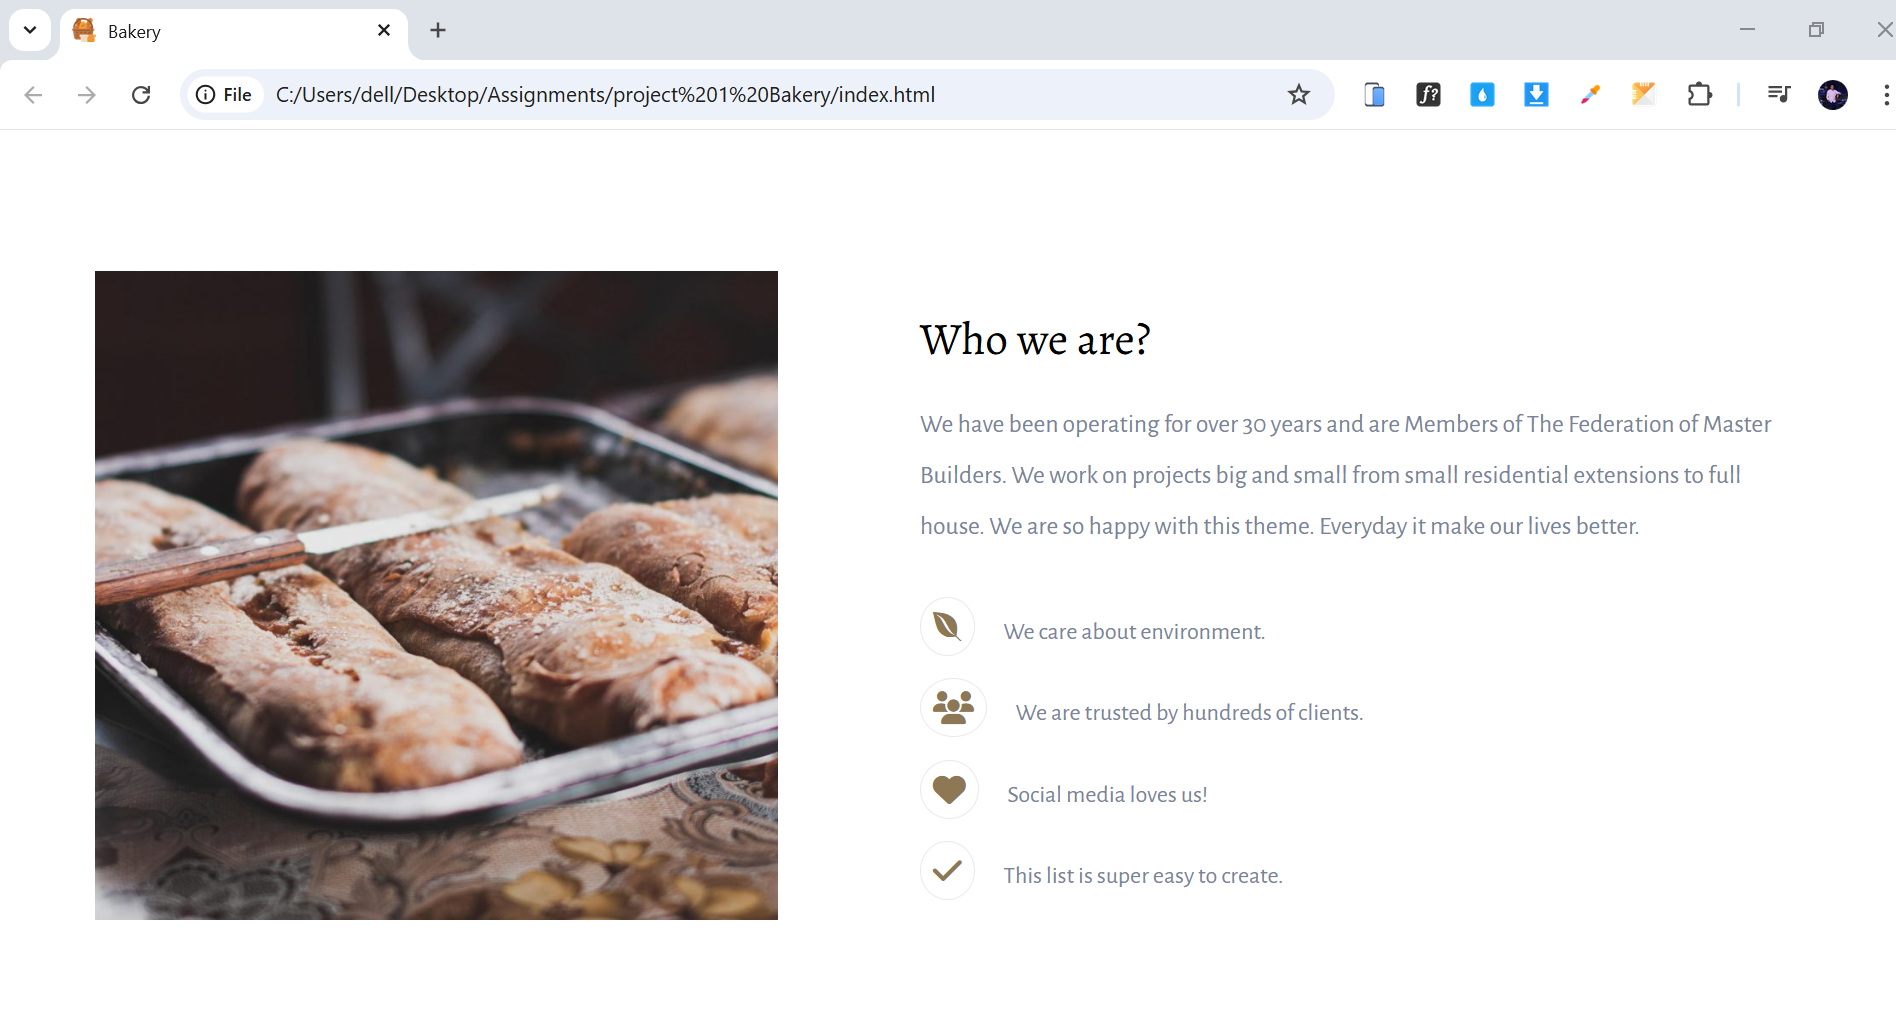 Bakery
File
C:/Users/dell/Desktop/Assignments/project%201%20Bakery/index.html
f?
Who we are?
We have been operating for over 30 years and are Members of The Federation of Master
Builders. We work on projects big and small from small residential extensions to full
house. We are so happy with this theme. Everyday it make our lives better.
We care about environment.
We are trusted by hundreds of clients.
Social media loves us!
This list is super easy to create.